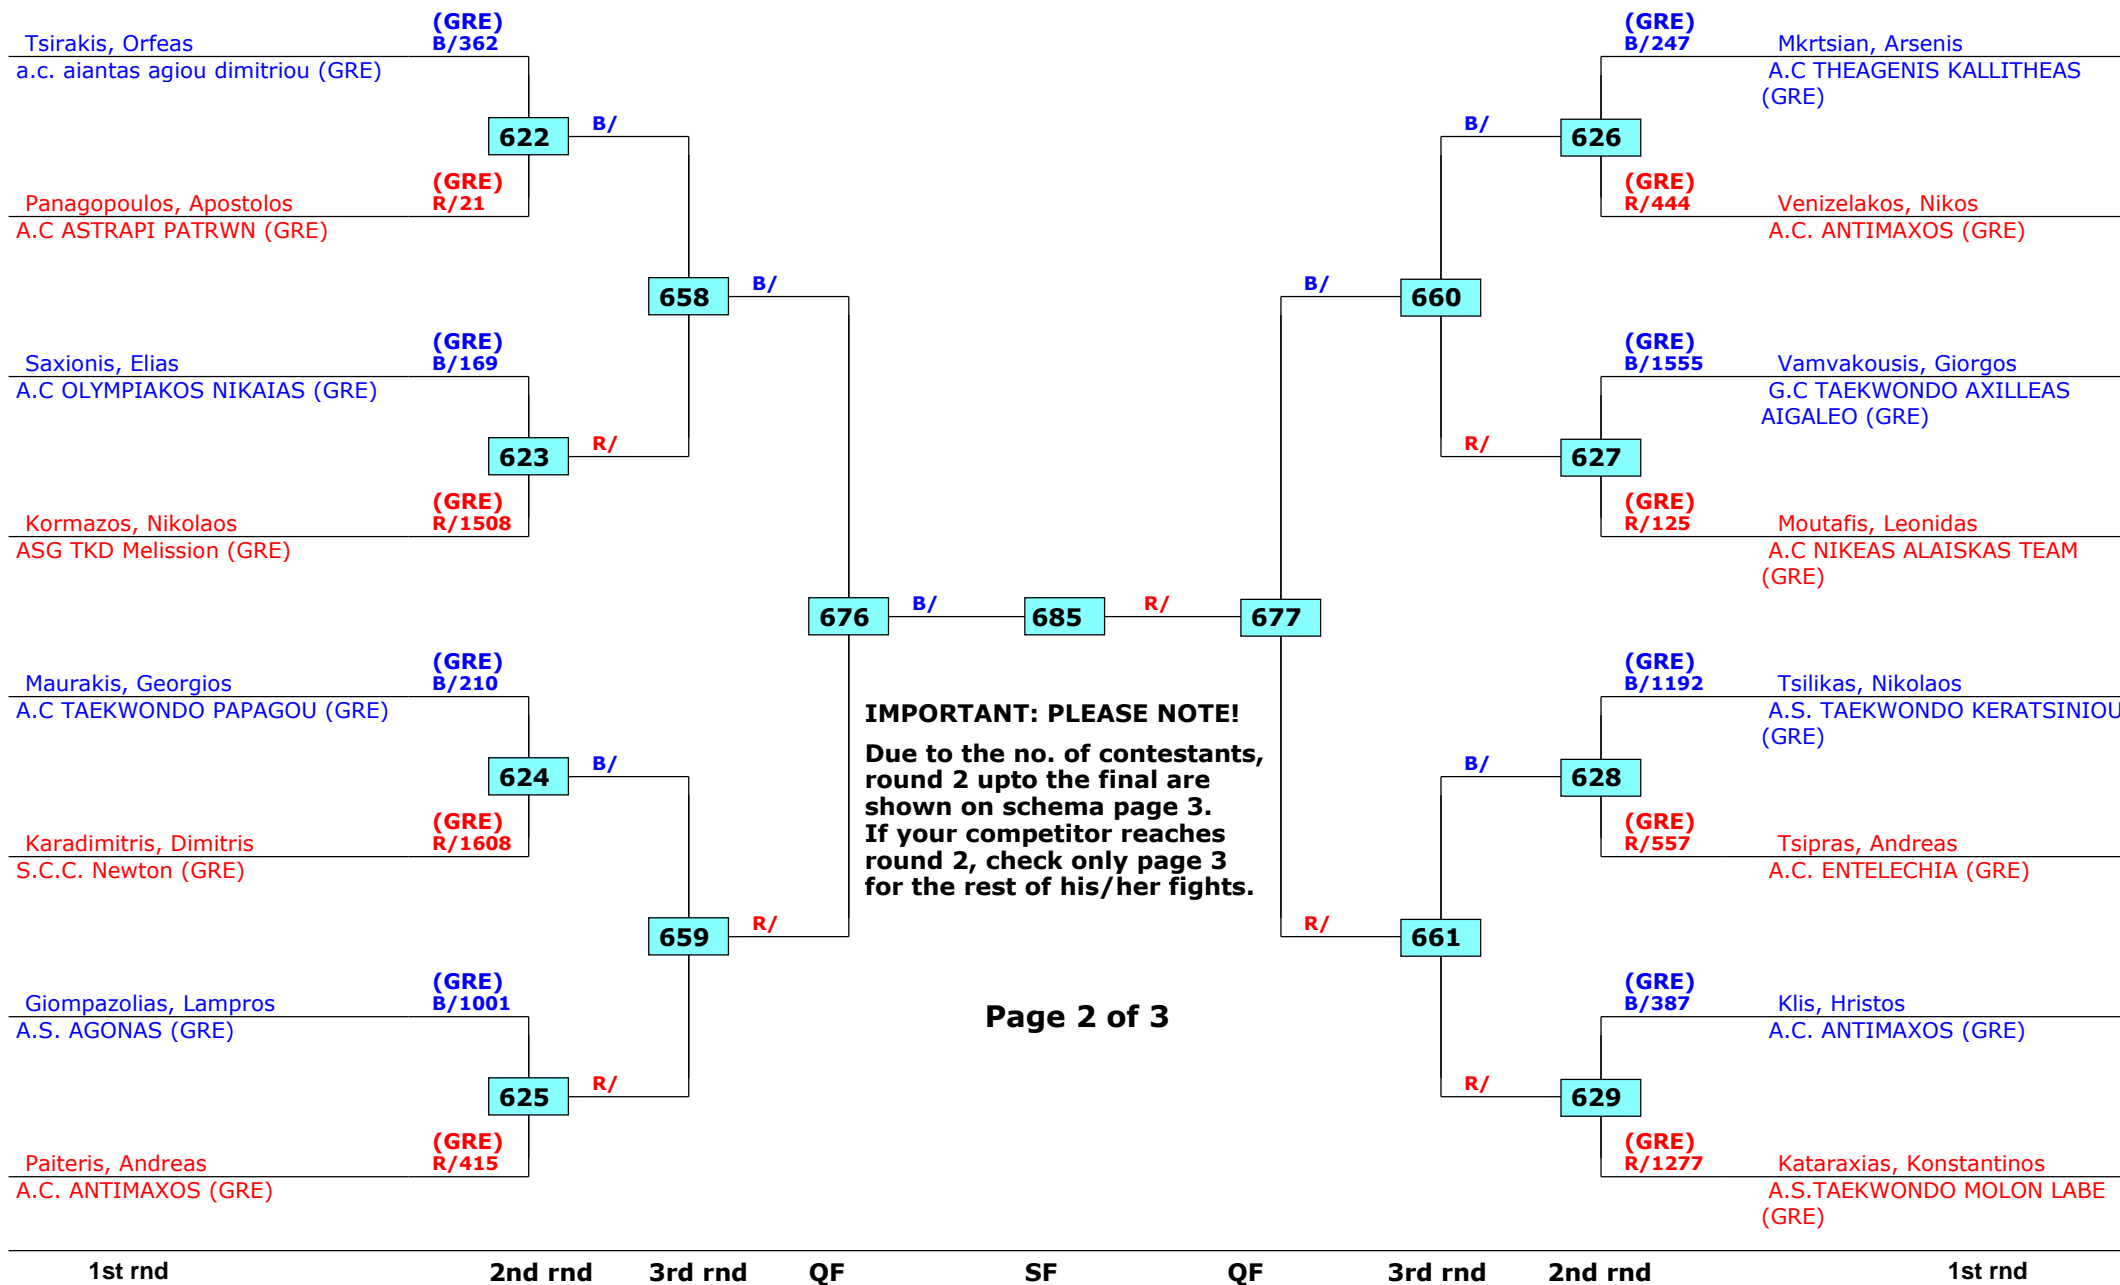 (GRE)
Tsirakis, Orfeas B/362
a.c. aiantas agiou dimitriou (GRE)
622 B/
(GRE)
Panagopoulos, Apostolos R/21
A.C ASTRAPI PATRWN (GRE)
658 B/
(GRE)
Saxionis, Elias B/169
A.C OLYMPIAKOS NIKAIAS (GRE)
623 R/
(GRE)
Kormazos, Nikolaos R/1508
ASG TKD Melission (GRE)
676 B/ 685 R/ 677
(GRE)
Maurakis, Georgios B/210
A.C TAEKWONDO PAPAGOU (GRE)
624 B/
(GRE)
Karadimitris, Dimitris R/1608
S.C.C. Newton (GRE)
659 R/
(GRE)
Giompazolias, Lampros B/1001
A.S. AGONAS (GRE)
625 R/
(GRE)
Paiteris, Andreas R/415
A.C. ANTIMAXOS (GRE)
IMPORTANT: PLEASE NOTE!
Due to the no. of contestants,
round 2 upto the final are
shown on schema page 3.
If your competitor reaches
round 2, check only page 3
for the rest of his/her fights.
Page 2 of 3
(GRE)
B/247 Mkrtsian, Arsenis
A.C THEAGENIS KALLITHEAS
(GRE)
B/ 626
(GRE)
R/444 Venizelakos, Nikos
A.C. ANTIMAXOS (GRE)
B/ 660
(GRE)
B/1555 Vamvakousis, Giorgos
G.C TAEKWONDO AXILLEAS
AIGALEO (GRE)
R/ 627
(GRE)
R/125 Moutafis, Leonidas
A.C NIKEAS ALAISKAS TEAM
(GRE)
(GRE)
B/1192 Tsilikas, Nikolaos
A.S. TAEKWONDO KERATSINIOU
(GRE)
B/ 628
(GRE)
R/557 Tsipras, Andreas
A.C. ENTELECHIA (GRE)
R/ 661
(GRE)
B/387 Klis, Hristos
A.C. ANTIMAXOS (GRE)
R/ 629
(GRE)
R/1277 Kataraxias, Konstantinos
A.S.TAEKWONDO MOLON LABE
(GRE)
1st rnd 2nd rnd 3rd rnd QF SF QF 3rd rnd 2nd rnd 1st rnd